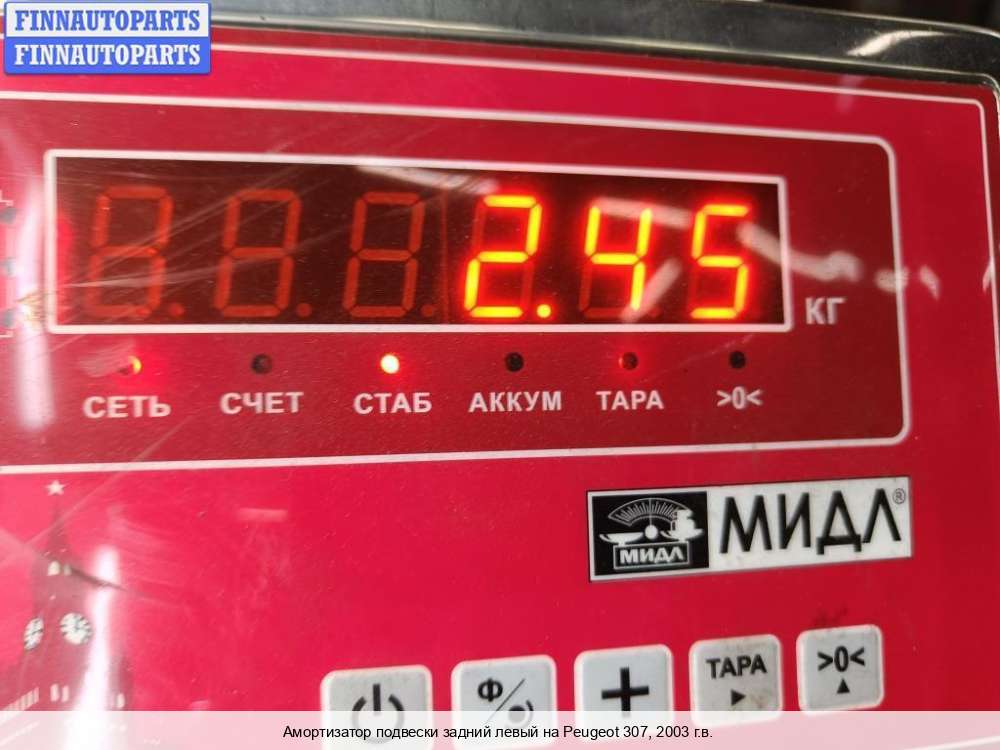 FINNAUTOPARTS
FINNAUTOPARTS
2.45
КГ
СЕТЬ СЧЕТ СТАБ АККУМ ТАРА >0<
МИДЛ МИДЛ®
Ф ТАРА >0<
Амортизатор подвески задний левый на Peugeot 307, 2003 г.в.